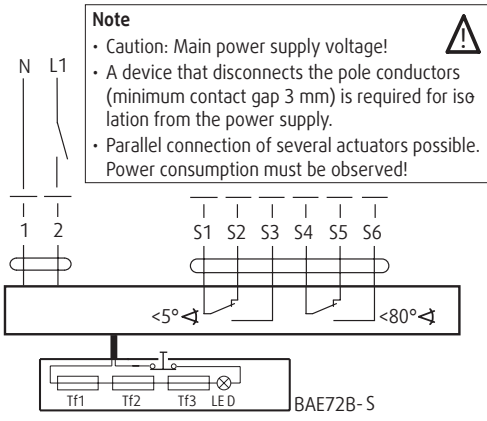 Note
• Caution: Main power supply voltage!
• A device that disconnects the pole conductors
(minimum contact gap 3 mm) is required for iso
lation from the power supply.
• Parallel connection of several actuators possible.
Power consumption must be observed!
N L1
1 2 S1 S2 S3 S4 S5 S6
<5° <80°
Tf1 Tf2 Tf3 LED
BAE72B-S